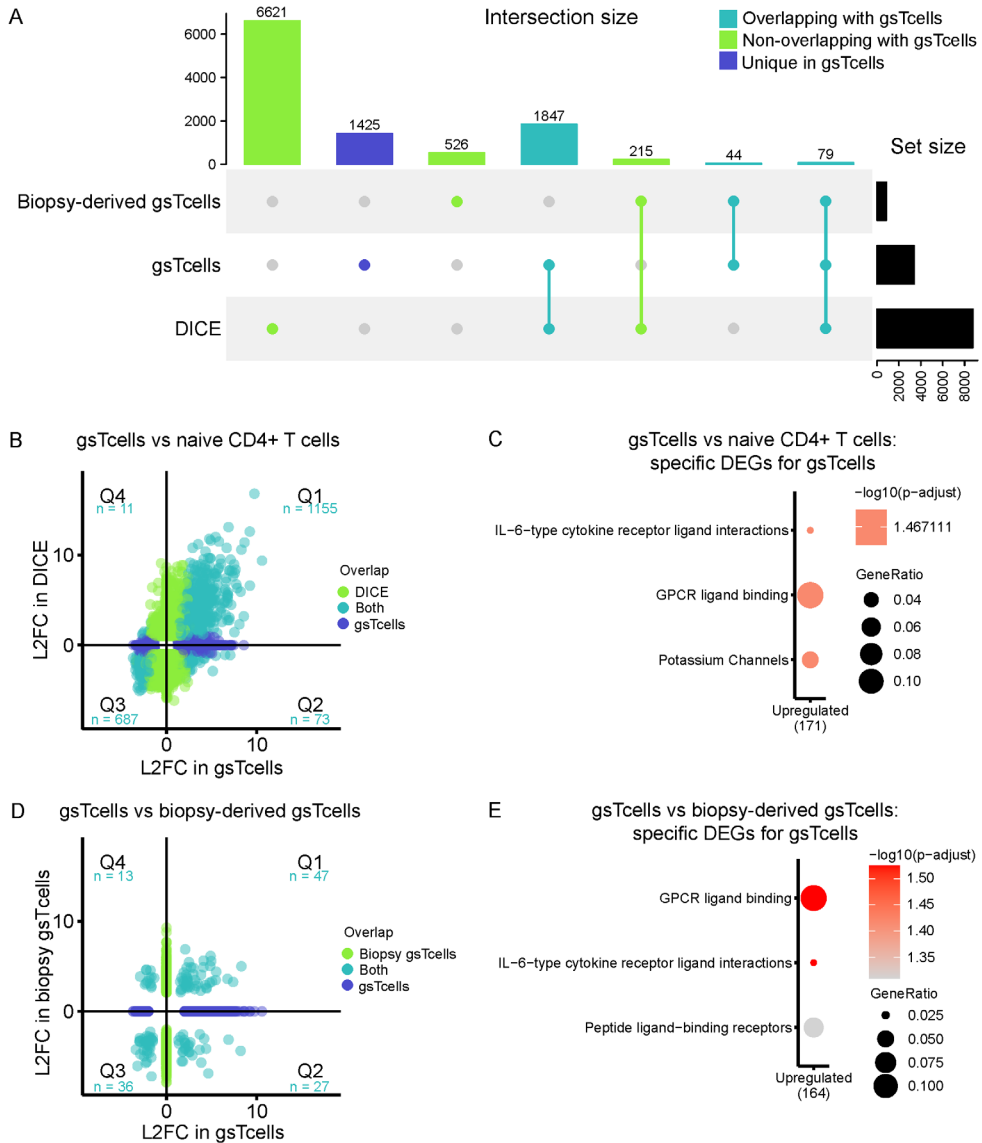 A
Intersection size
Overlapping with gsTcells
Non-overlapping with gsTcells
Unique in gsTcells
6621
1425
526
1847
215
44
79
6000
4000
2000
0
Set size
Biopsy-derived gsTcells
gsTcells
DICE
0
2000
4000
6000
8000
B
gsTcells vs naive CD4+ T cells
Q4
n = 11
Q1
n = 1155
10
0
L2FC in DICE
Overlap
DICE
Both
gsTcells
Q3
n = 687
Q2
n = 73
0
10
L2FC in gsTcells
C
gsTcells vs naive CD4+ T cells:
specific DEGs for gsTcells
IL-6-type cytokine receptor ligand interactions
GPCR ligand binding
Potassium Channels
Upregulated
(171)
-log10(p-adjust)
1.467111
GeneRatio
0.04
0.06
0.08
0.10
D
gsTcells vs biopsy-derived gsTcells
Q4
n = 13
Q1
n = 47
10
0
L2FC in biopsy gsTcells
Overlap
Biopsy gsTcells
Both
gsTcells
Q3
n = 36
Q2
n = 27
0
10
L2FC in gsTcells
E
gsTcells vs biopsy-derived gsTcells:
specific DEGs for gsTcells
GPCR ligand binding
IL-6-type cytokine receptor ligand interactions
Peptide ligand-binding receptors
Upregulated
(164)
-log10(p-adjust)
1.50
1.45
1.40
1.35
GeneRatio
0.025
0.050
0.075
0.100